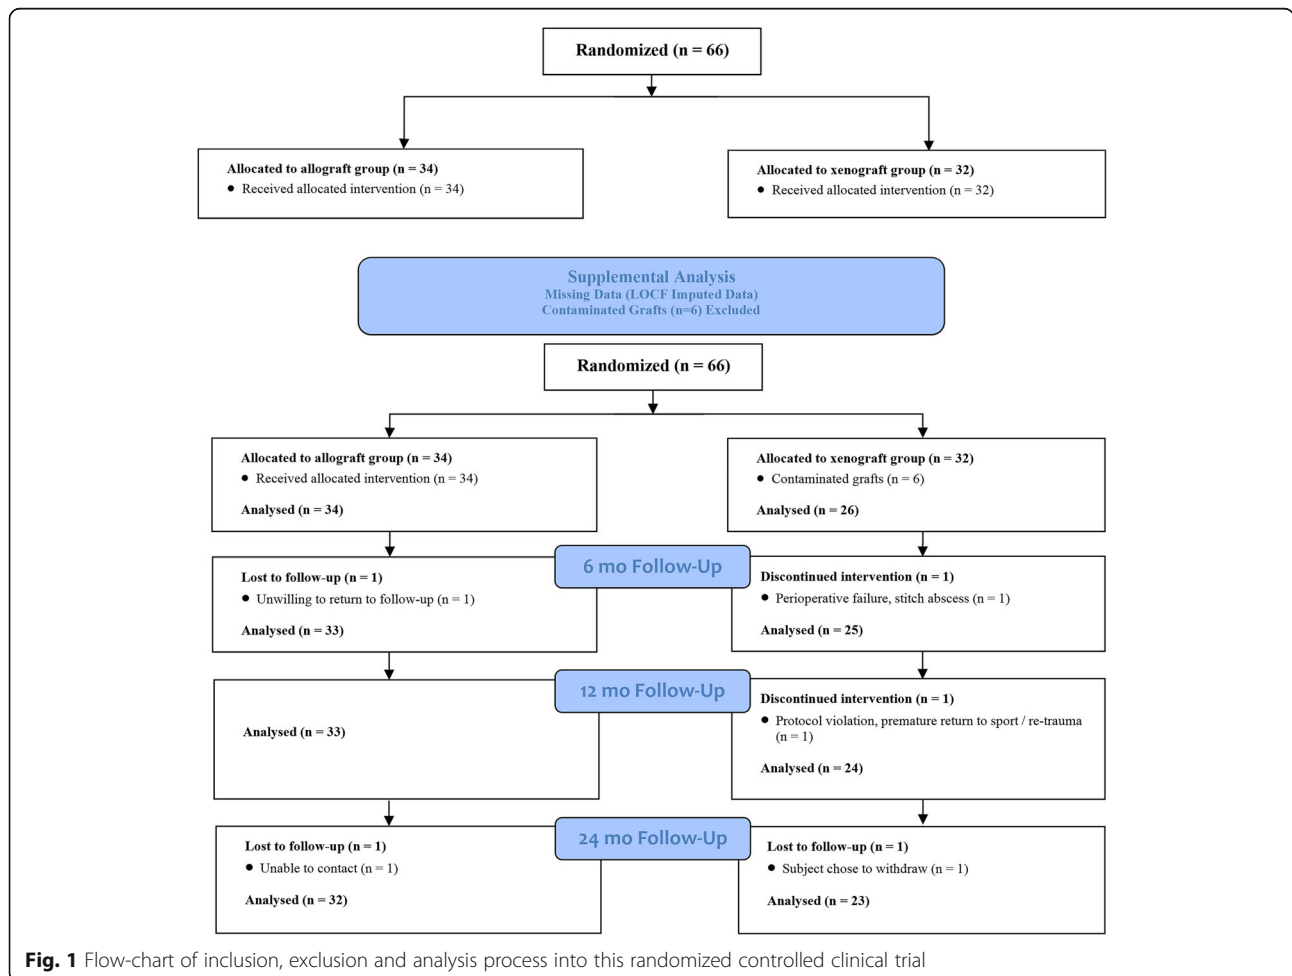 Randomized (n = 66)
Allocated to allograft group (n = 34)
● Received allocated intervention (n = 34)
Allocated to xenograft group (n = 32)
● Received allocated intervention (n = 32)
Supplemental Analysis
Missing Data (LOCF Imputed Data)
Contaminated Grafts (n=6) Excluded
Randomized (n = 66)
Allocated to allograft group (n = 34)
● Received allocated intervention (n = 34)
Analysed (n = 34)
Allocated to xenograft group (n = 32)
● Contaminated grafts (n = 6)
Analysed (n = 26)
6 mo Follow-Up
Lost to follow-up (n = 1)
● Unwilling to return to follow-up (n = 1)
Analysed (n = 33)
Discontinued intervention (n = 1)
● Perioperative failure, stitch abscess (n = 1)
Analysed (n = 25)
12 mo Follow-Up
Analysed (n = 33)
Discontinued intervention (n = 1)
● Protocol violation, premature return to sport / re-trauma
(n = 1)
Analysed (n = 24)
24 mo Follow-Up
Lost to follow-up (n = 1)
● Unable to contact (n = 1)
Analysed (n = 32)
Lost to follow-up (n = 1)
● Subject chose to withdraw (n = 1)
Analysed (n = 23)
Fig. 1 Flow-chart of inclusion, exclusion and analysis process into this randomized controlled clinical trial